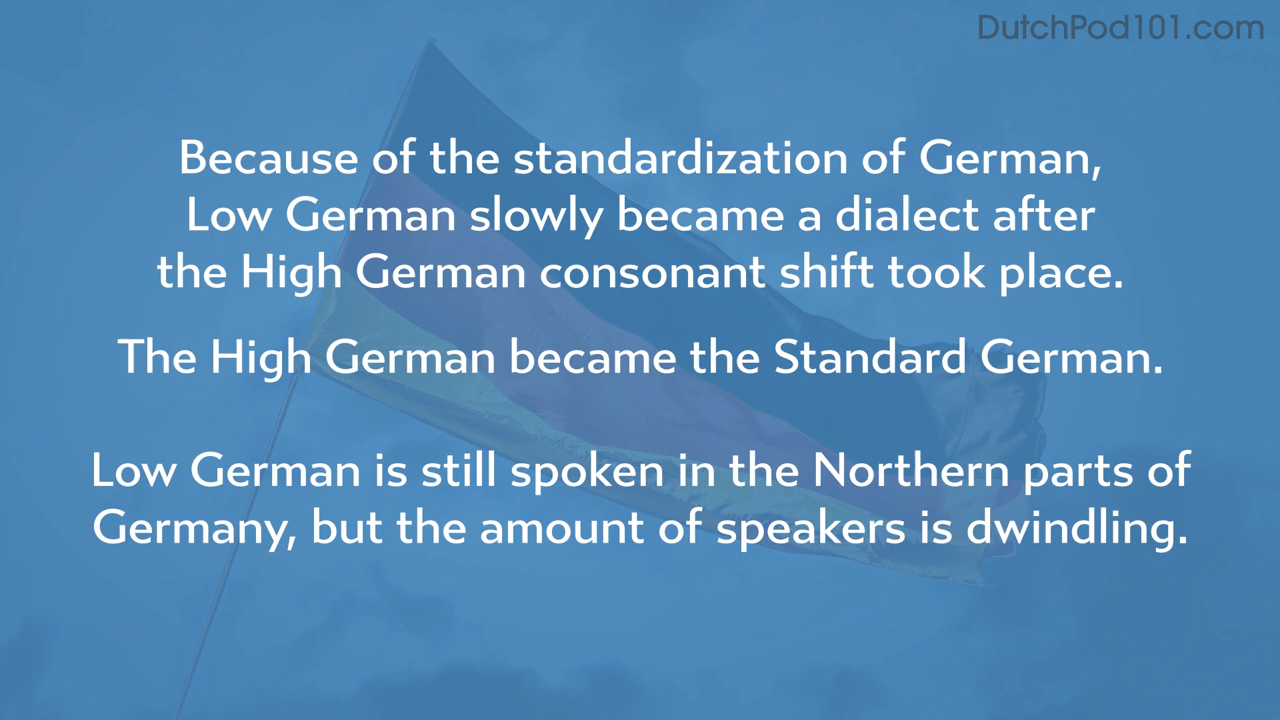 DutchPod101.com
Because of the standardization of German,
Low German slowly became a dialect after
the High German consonant shift took place.
The High German became the Standard German.
Low German is still spoken in the Northern parts of
Germany, but the amount of speakers is dwindling.